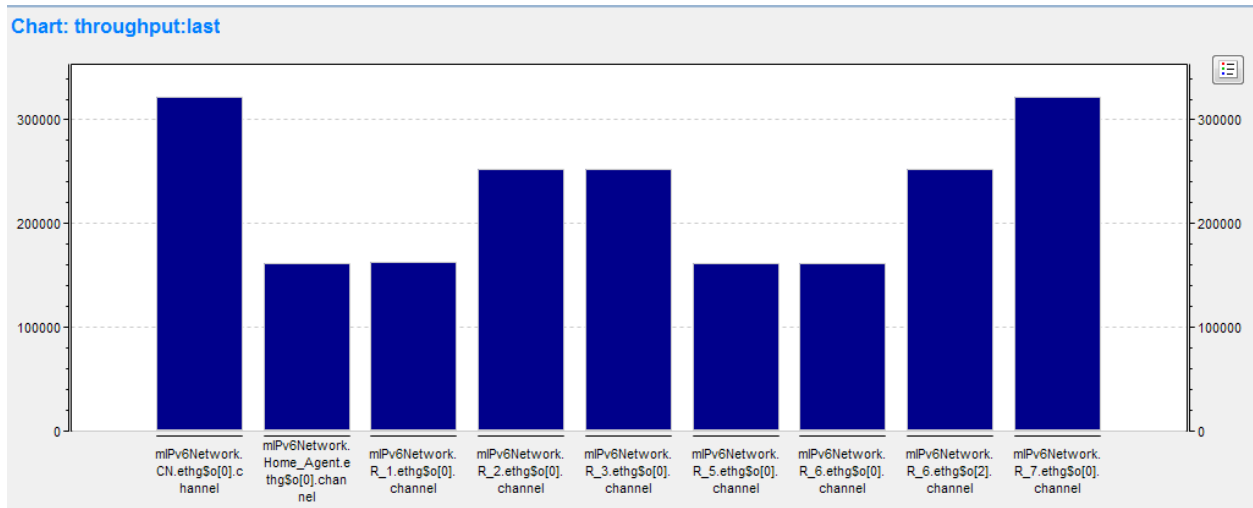 Chart: throughput:last
300000
200000
100000
0
300000
200000
100000
0
mIPv6Network.
CN.ethg$o[0].c
hannel
mIPv6Network.
Home_Agent.e
thg$o[0].chan
nel
mIPv6Network.
R_1.ethg$o[0].
channel
mIPv6Network.
R_2.ethg$o[0].
channel
mIPv6Network.
R_3.ethg$o[0].
channel
mIPv6Network.
R_5.ethg$o[0].
channel
mIPv6Network.
R_6.ethg$o[0].
channel
mIPv6Network.
R_6.ethg$o[2].
channel
mIPv6Network.
R_7.ethg$o[0].
channel